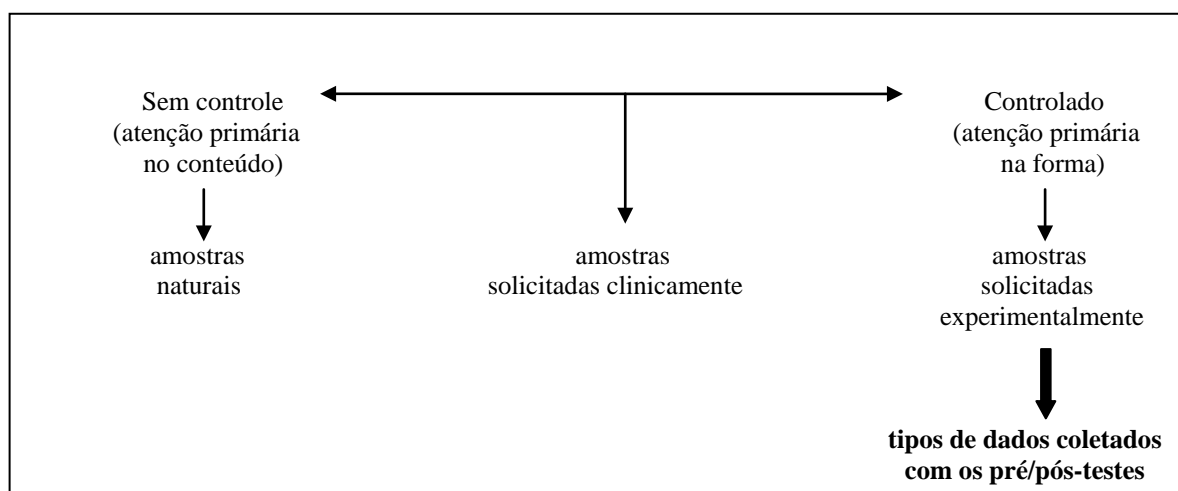 Sem controle
(atenção primária
no conteúdo)
Controlado
(atenção primária
na forma)
amostras
naturais
amostras
solicitadas clinicamente
amostras
solicitadas
experimentalmente
tipos de dados coletados
com os pré/pós-testes